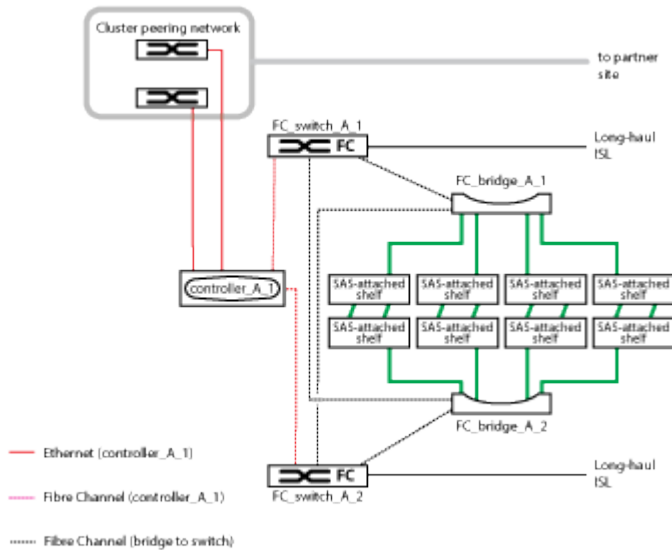 Cluster peering network
to partner
site
FC_switch_A_1
FC
Long-haul
ISL
FC_bridge_A_1
controller_A_1
SAS-attached
shelf
SAS-attached
shelf
SAS-attached
shelf
SAS-attached
shelf
SAS-attached
shelf
SAS-attached
shelf
SAS-attached
shelf
SAS-attached
shelf
FC_bridge_A_2
Ethernet (controller_A_1)
FC
Long-haul
ISL
FC_switch_A_2
Fibre Channel (controller_A_1)
Fibre Channel (bridge to switch)